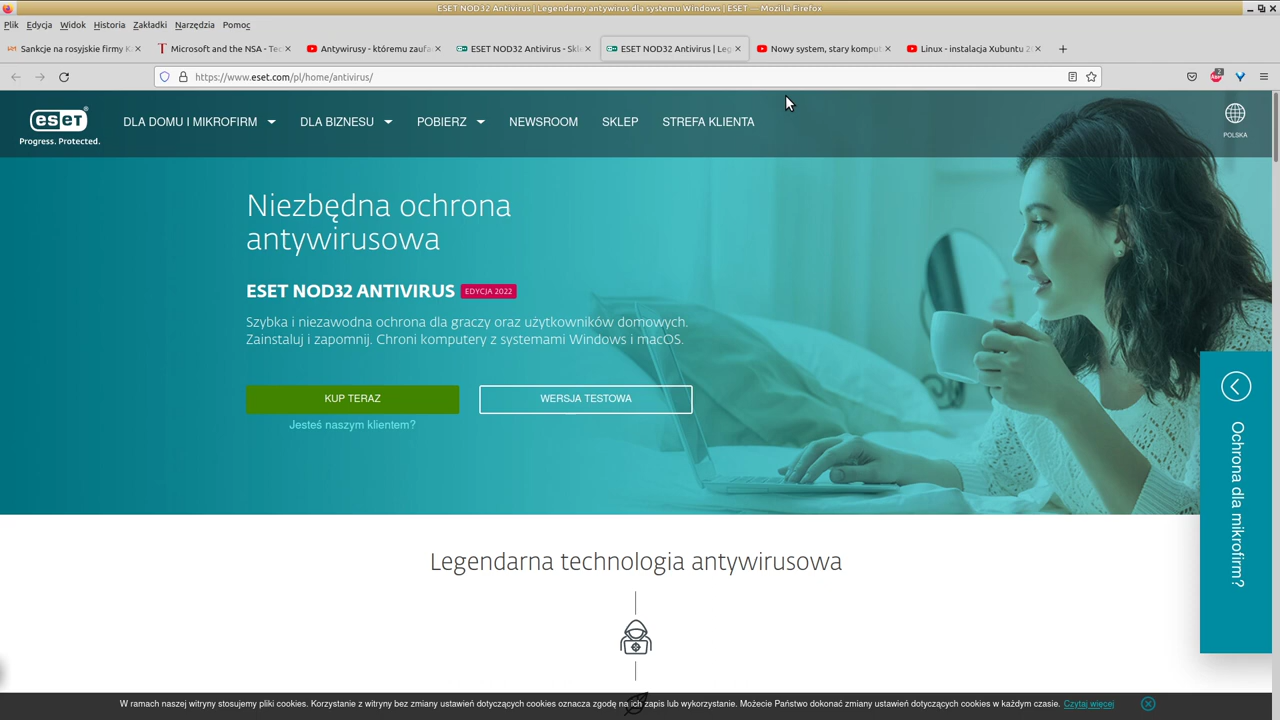 ESET NOD32 Antivirus | Legendarny antywirus dla systemu Windows | ESET — Mozilla Firefox
Plik Edycja Widok Historia Zakładki Narzędzia Pomoc
Sankcje na rosyjskie firmy K
Microsoft and the NSA - Tec
Antywirusy - któremu zaufa
ESET NOD32 Antivirus - Skle
ESET NOD32 Antivirus | Leg
Nowy system, stary komput
Linux - instalacja Xubuntu 2
https://www.eset.com/pl/home/antivirus/
2
ABP
eset
Progress. Protected.
DLA DOMU I MIKROFIRM DLA BIZNESU POBIERZ NEWSROOM SKLEP STREFA KLIENTA
POLSKA
Niezbędna ochrona
antywirusowa
ESET NOD32 ANTIVIRUS EDYCJA 2022
Szybka i niezawodna ochrona dla graczy oraz użytkowników domowych.
Zainstaluj i zapomnij. Chroni komputery z systemami Windows i macOS.
KUP TERAZ WERSJA TESTOWA
Jesteś naszym klientem?
Ochrona dla mikrofirm?
Legendarna technologia antywirusowa
W ramach naszej witryny stosujemy pliki cookies. Korzystanie z witryny bez zmiany ustawień dotyczących cookies oznacza zgodę na ich zapis lub wykorzystanie. Możecie Państwo dokonać zmiany ustawień dotyczących cookies w każdym czasie. Czytaj więcej